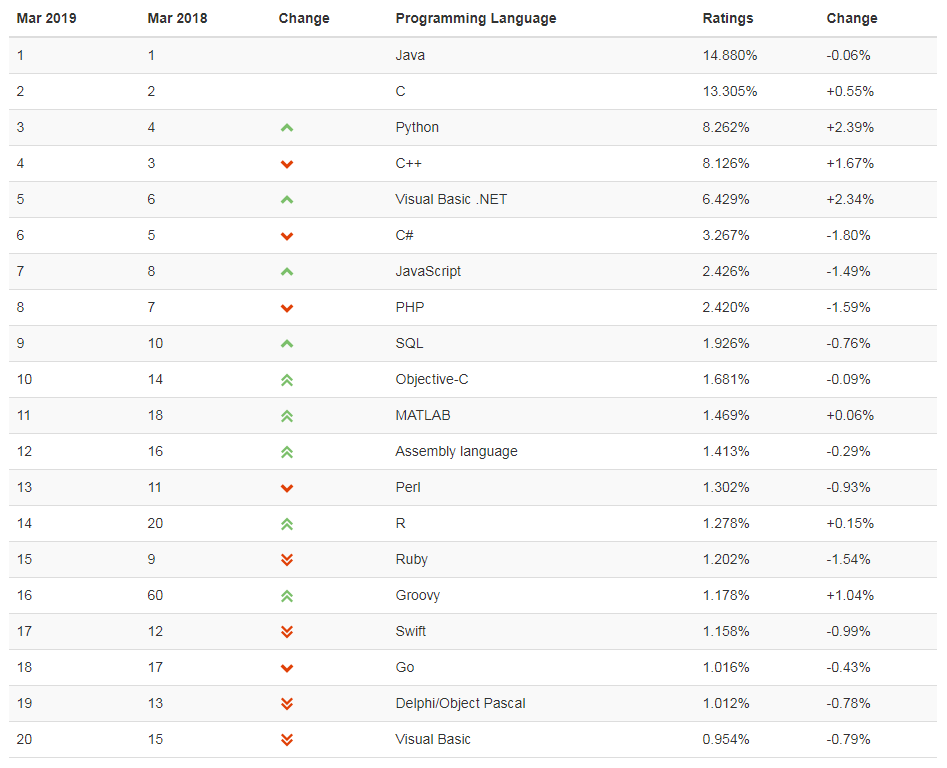 Mar 2019 Mar 2018 Change Programming Language Ratings Change
1 1 Java 14.880% -0.06%
2 2 C 13.305% +0.55%
3 4 Python 8.262% +2.39%
4 3 C++ 8.126% +1.67%
5 6 Visual Basic .NET 6.429% +2.34%
6 5 C# 3.267% -1.80%
7 8 JavaScript 2.426% -1.49%
8 7 PHP 2.420% -1.59%
9 10 SQL 1.926% -0.76%
10 14 Objective-C 1.681% -0.09%
11 18 MATLAB 1.469% +0.06%
12 16 Assembly language 1.413% -0.29%
13 11 Perl 1.302% -0.93%
14 20 R 1.278% +0.15%
15 9 Ruby 1.202% -1.54%
16 60 Groovy 1.178% +1.04%
17 12 Swift 1.158% -0.99%
18 17 Go 1.016% -0.43%
19 13 Delphi/Object Pascal 1.012% -0.78%
20 15 Visual Basic 0.954% -0.79%